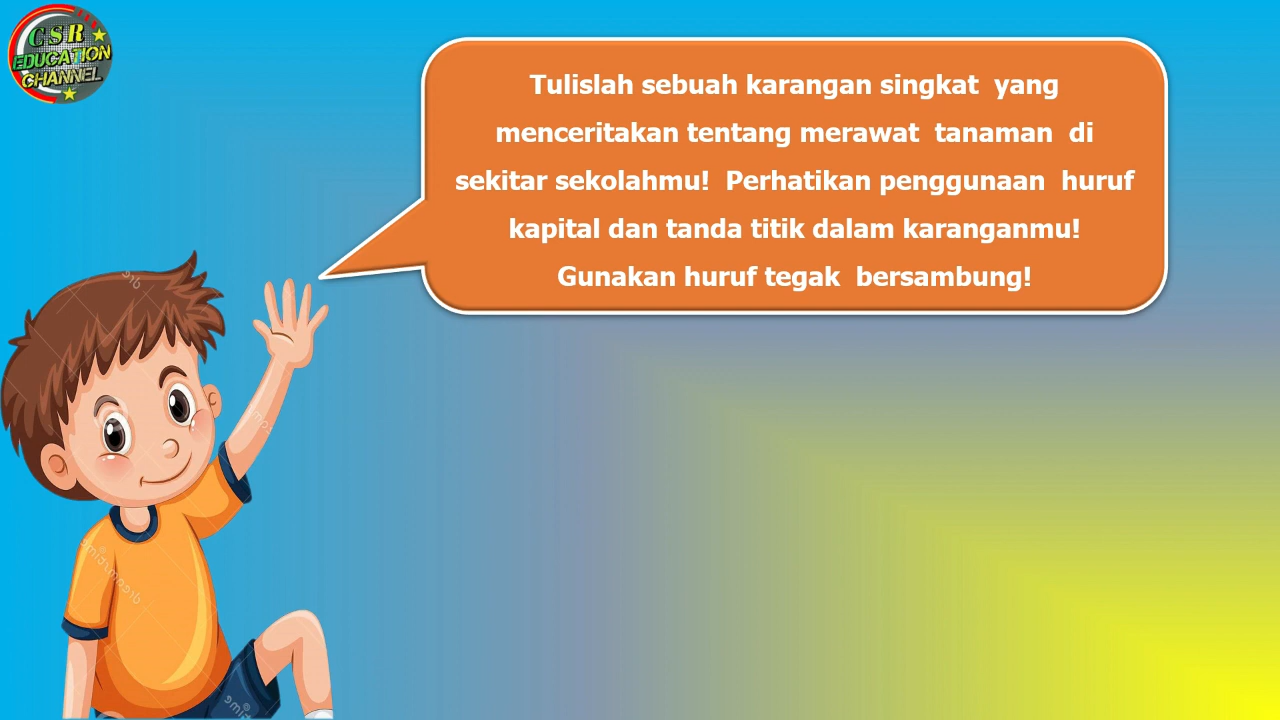 CSR
EDUCATION
CHANNEL
Tulislah sebuah karangan singkat yang
menceritakan tentang merawat tanaman di
sekitar sekolahmu! Perhatikan penggunaan huruf
kapital dan tanda titik dalam karanganmu!
Gunakan huruf tegak bersambung!